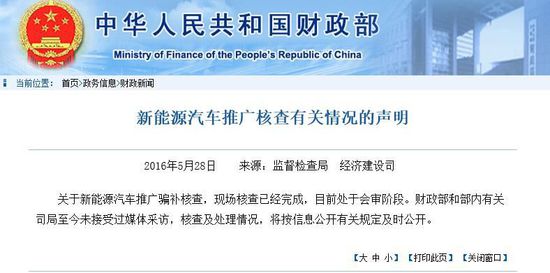 中华人民共和国财政部
Ministry of Finance of the People's Republic of China
当前位置： 首页>政务信息>财政新闻
新能源汽车推广核查有关情况的声明
2016年5月28日 来源：监督检查局 经济建设司
关于新能源汽车推广骗补核查，现场核查已经完成，目前处于会审阶段。财政部和部内有关
司局至今未接受过媒体采访，核查及处理情况，将按信息公开有关规定及时公开。
【大 中 小】 【打印此页】 【关闭窗口】